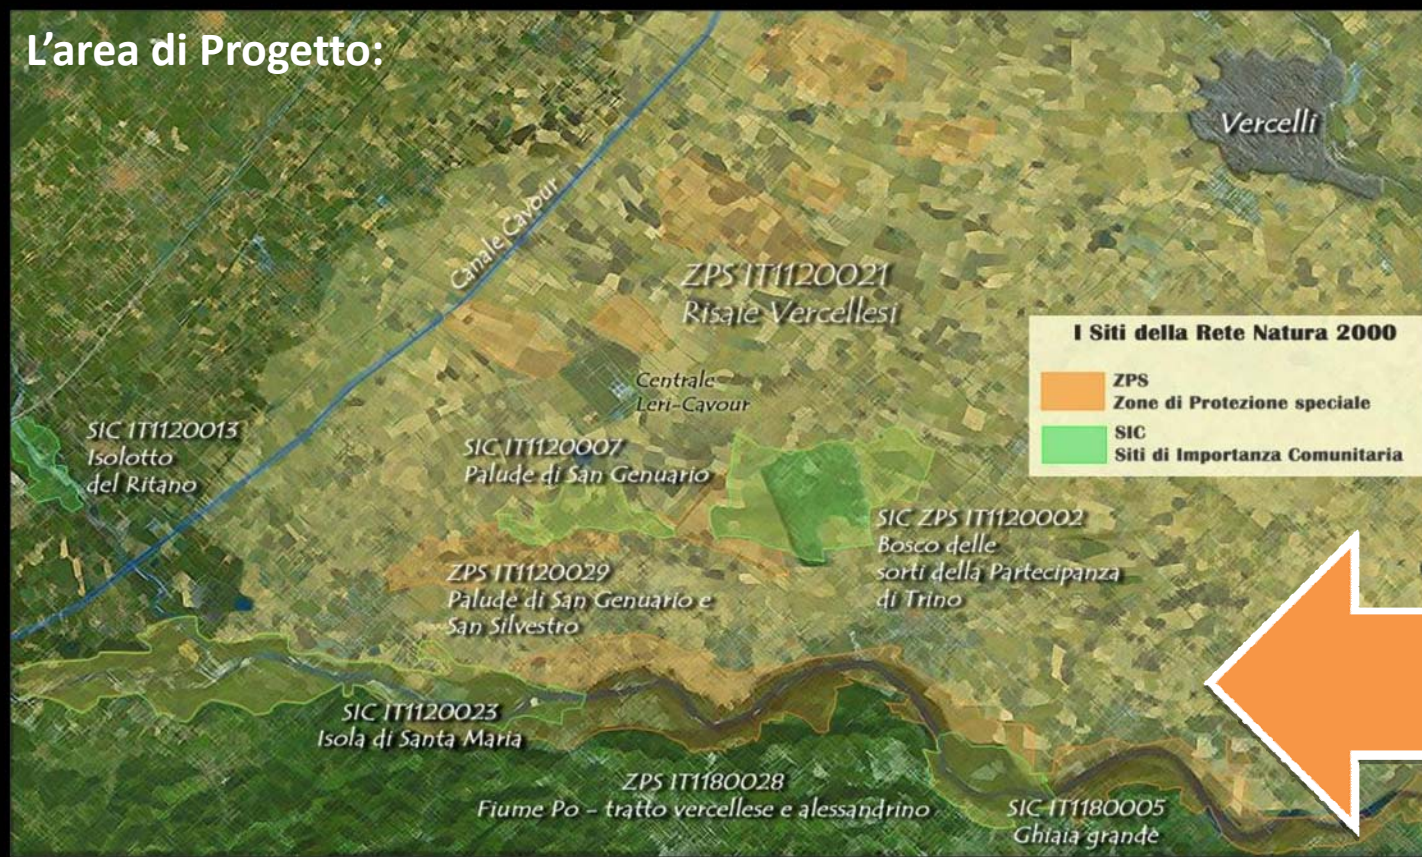 L’area di Progetto:
Vercelli
Canale Cavour
ZPS IT1120021
Risaie Vercellesi
I Siti della Rete Natura 2000
ZPS
Zone di Protezione speciale
SIC
Siti di Importanza Comunitaria
Centrale
Leri-Cavour
SIC IT1120013
Isolotto
del Ritano
SIC IT1120007
Palude di San Genuario
SIC ZPS IT1120002
Bosco delle
sorti della Partecipanza
di Trino
ZPS IT1120029
Palude di San Genuario e
San Silvestro
SIC IT1120023
Isola di Santa Maria
ZPS IT1180028
Fiume Po – tratto vercellese e alessandrino
SIC IT1180005
Ghiaia grande